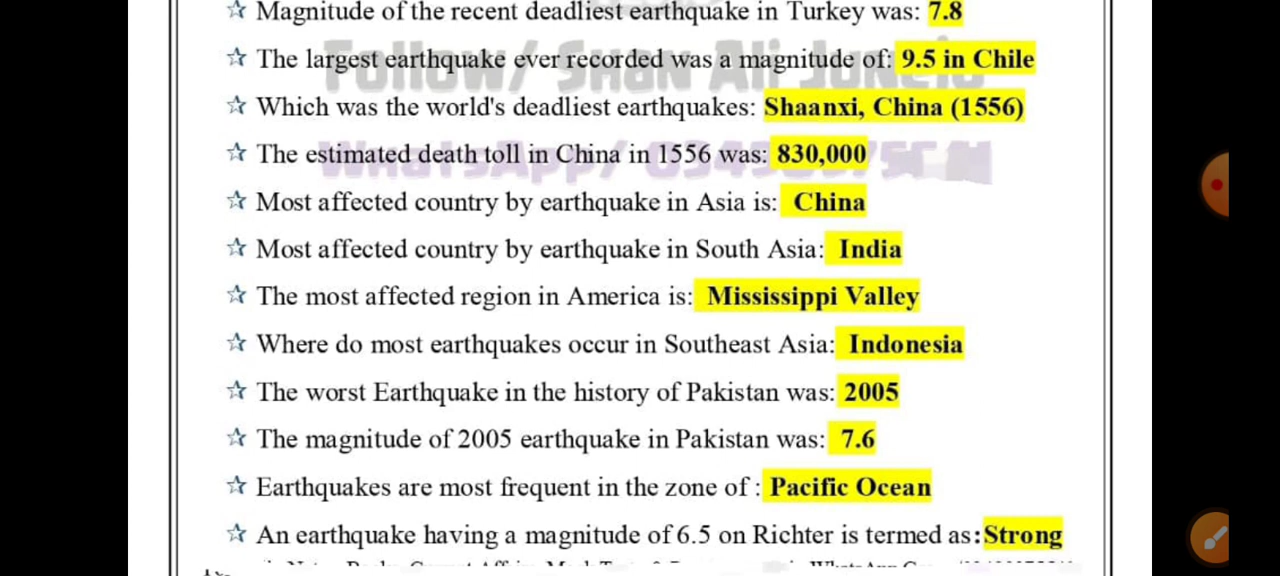 ☆ Magnitude of the recent deadliest earthquake in Turkey was: 7.8
Follow/ Shan Ali Junejo
☆ The largest earthquake ever recorded was a magnitude of: 9.5 in Chile
☆ Which was the world's deadliest earthquakes: Shaanxi, China (1556)
WhatsApp/
☆ The estimated death toll in China in 1556 was: 830,000
☆ Most affected country by earthquake in Asia is: China
☆ Most affected country by earthquake in South Asia: India
☆ The most affected region in America is: Mississippi Valley
☆ Where do most earthquakes occur in Southeast Asia: Indonesia
☆ The worst Earthquake in the history of Pakistan was: 2005
☆ The magnitude of 2005 earthquake in Pakistan was: 7.6
☆ Earthquakes are most frequent in the zone of : Pacific Ocean
☆ An earthquake having a magnitude of 6.5 on Richter is termed as: Strong